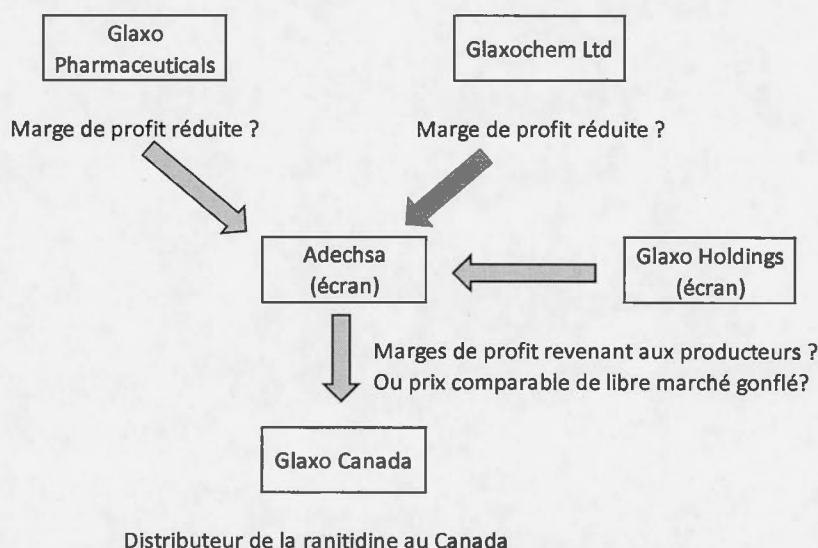 Glaxo
Pharmaceuticals
Glaxochem Ltd
Marge de profit réduite ?
Marge de profit réduite ?
Adechsa
(écran)
Glaxo Holdings
(écran)
Marges de profit revenant aux producteurs ?
Ou prix comparable de libre marché gonflé?
Glaxo Canada
Distributeur de la ranitidine au Canada